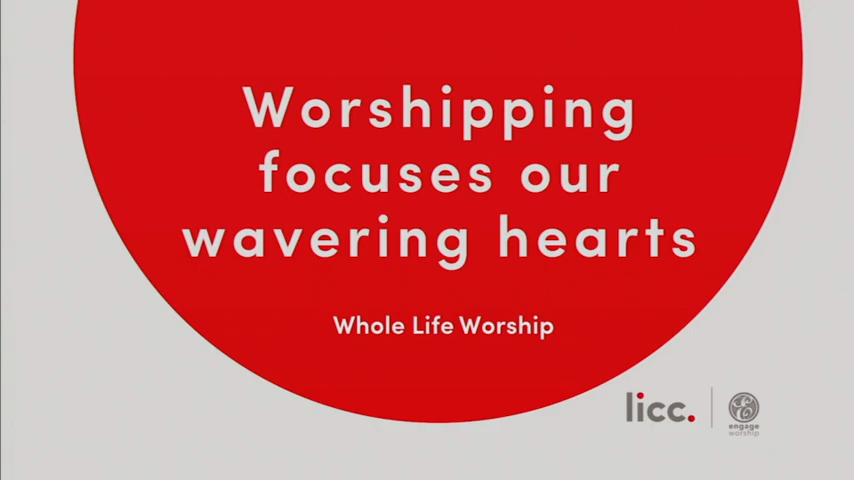 Worshipping
focuses our
wavering hearts
Whole Life Worship
licc.
engage
worship